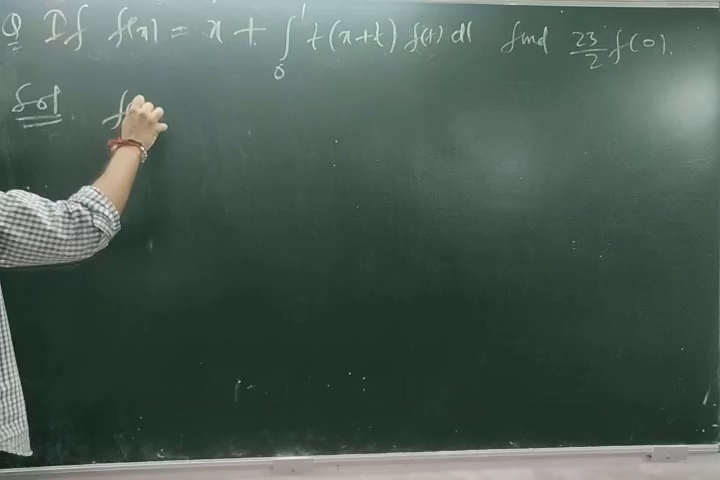 Q If f(x) = x + ∫₀¹ t(x+t) f(t) dt find 23/2 f(0).
Sol. f